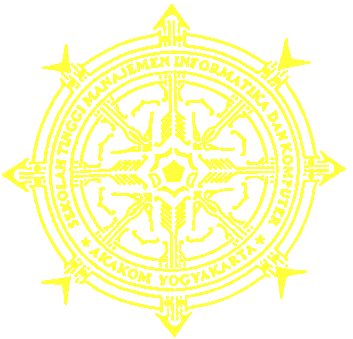 SEKOLAH TINGGI MANAJEMEN INFORMATIKA DAN KOMPUTER
AKAKOM YOGYAKARTA